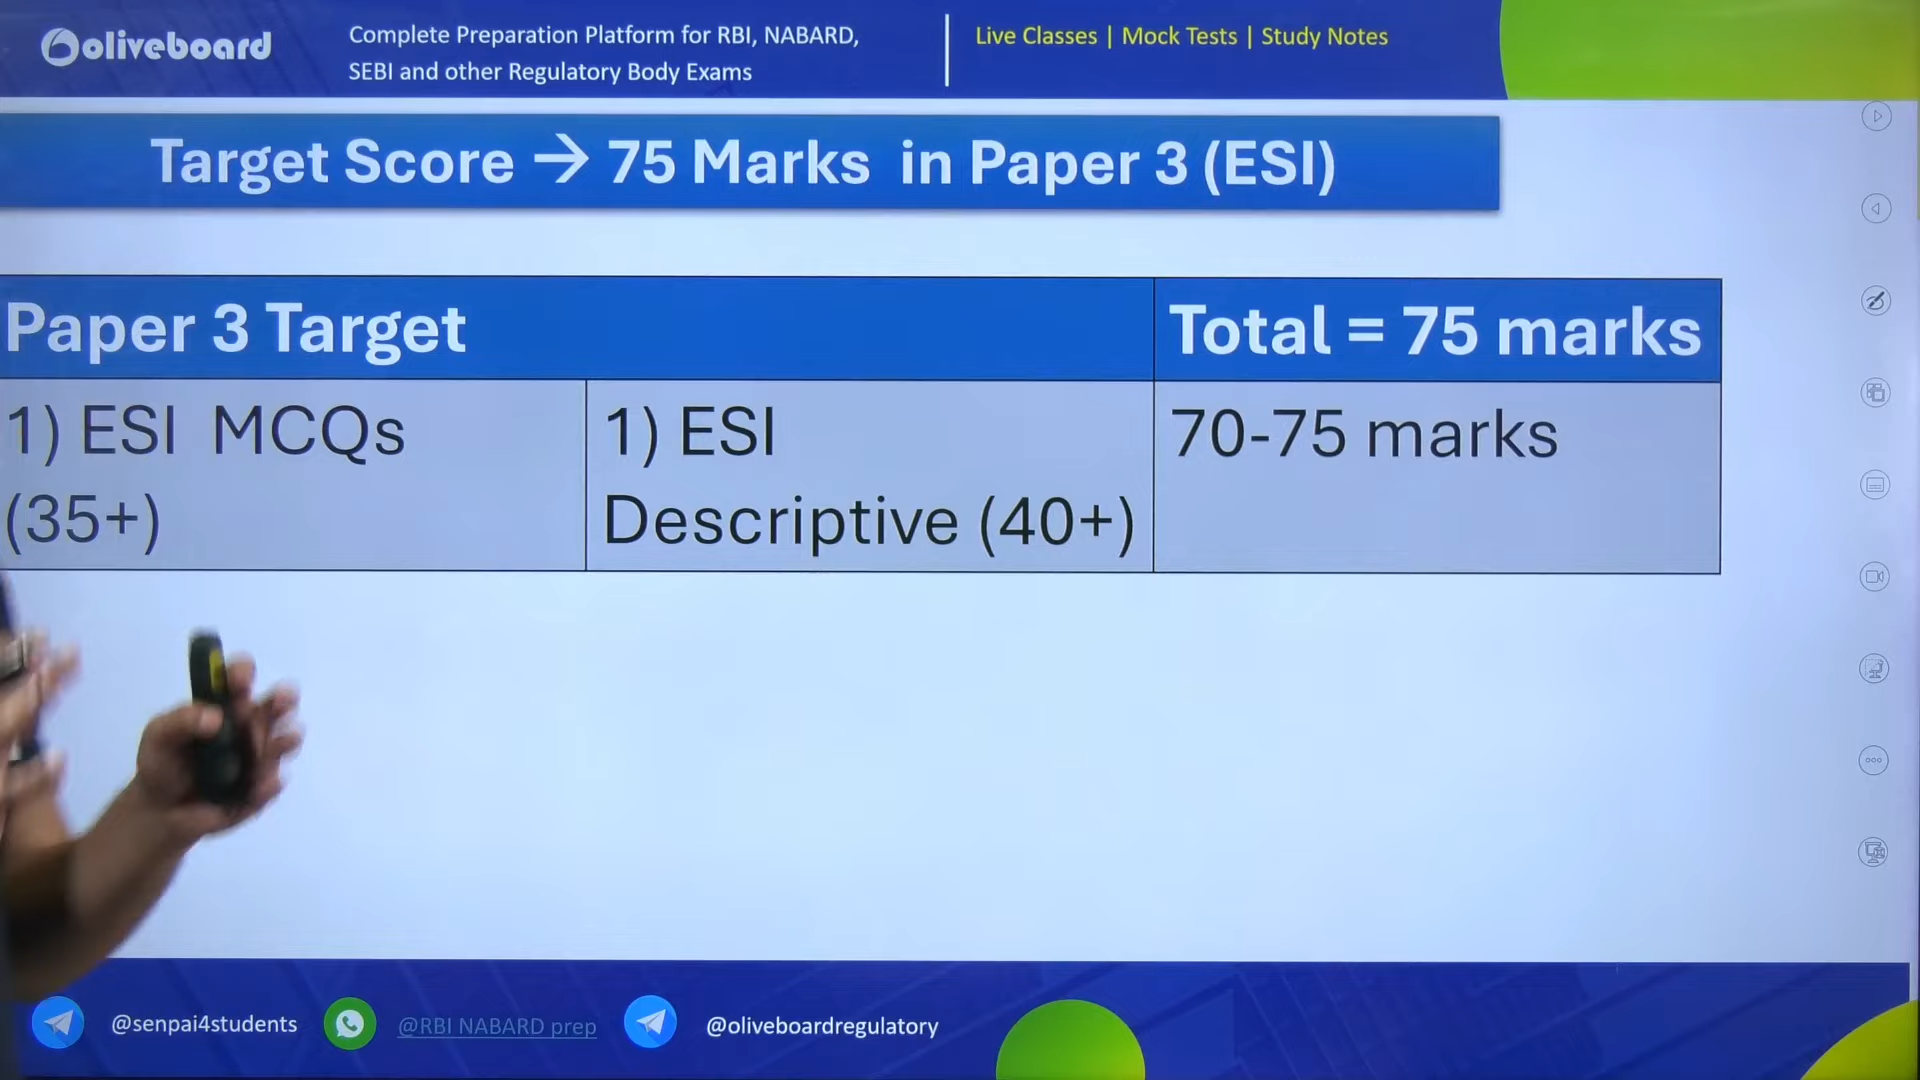 oliveboard
Complete Preparation Platform for RBI, NABARD,
SEBI and other Regulatory Body Exams
Live Classes | Mock Tests | Study Notes
Target Score → 75 Marks in Paper 3 (ESI)
Paper 3 Target
Total = 75 marks
1) ESI MCQs
(35+)
1) ESI
Descriptive (40+)
70-75 marks
@senpai4students
@RBI NABARD prep
@oliveboardregulatory